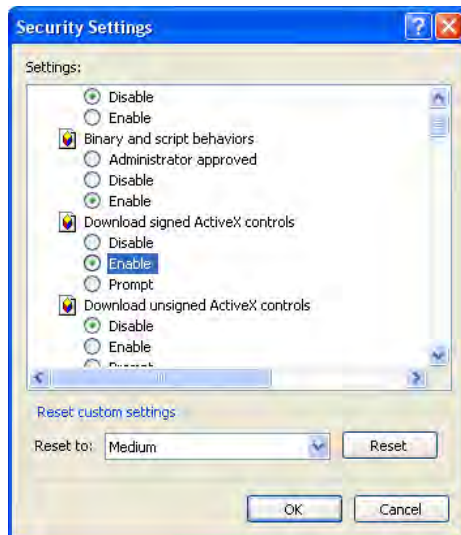 Security Settings
Settings:
Disable
Enable
Binary and script behaviors
Administrator approved
Disable
Enable
Download signed ActiveX controls
Disable
Enable
Prompt
Download unsigned ActiveX controls
Disable
Enable
Prompt
Reset custom settings
Reset to: Medium Reset
OK Cancel